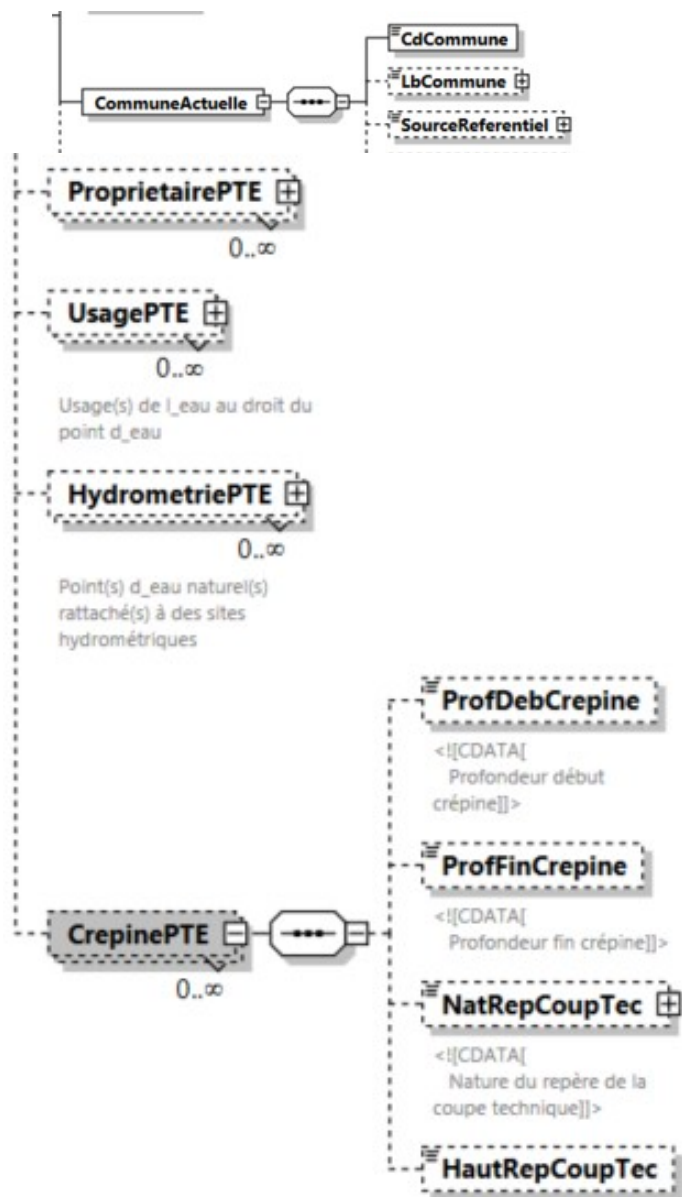 CdCommune
CommuneActuelle
LbCommune
SourceReferentiel
ProprietairePTE
0..∞
UsagePTE
0..∞
Usage(s) de l_eau au droit du
point d_eau
HydrometriePTE
0..∞
Point(s) d_eau naturel(s)
rattaché(s) à des sites
hydrométriques
ProfDebCrepine
<![CDATA[
Profondeur début
crépine]]>
ProfFinCrepine
<![CDATA[
Profondeur fin crépine]]>
CrepinePTE
0..∞
NatRepCoupTec
<![CDATA[
Nature du repère de la
coupe technique]]>
HautRepCoupTec